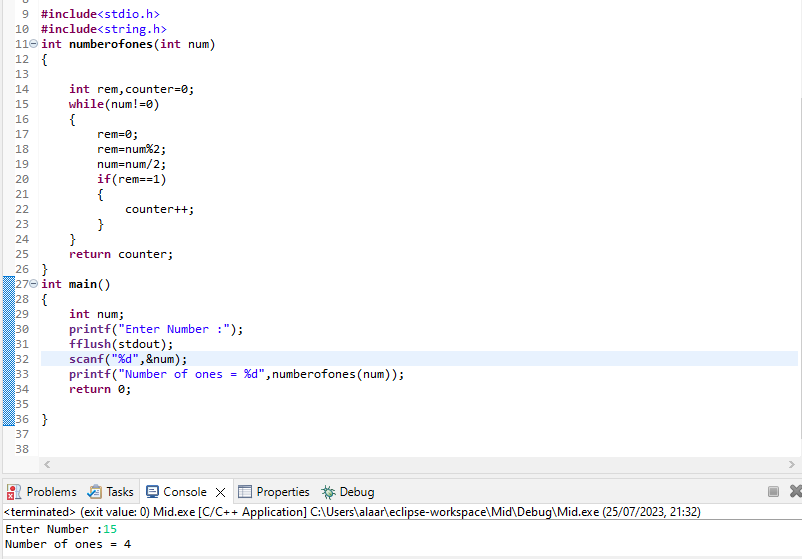 9 #include<stdio.h>
10 #include<string.h>
11 int numberofones(int num)
12 {
13
14 int rem,counter=0;
15 while(num!=0)
16 {
17 rem=0;
18 rem=num%2;
19 num=num/2;
20 if(rem==1)
21 {
22 counter++;
23 }
24 }
25 return counter;
26 }
27 int main()
28 {
29 int num;
30 printf("Enter Number :");
31 fflush(stdout);
32 scanf("%d",&num);
33 printf("Number of ones = %d",numberofones(num));
34 return 0;
35
36 }
37
38
Problems Tasks Console Properties Debug
<terminated> (exit value: 0) Mid.exe [C/C++ Application] C:\Users\alaar\eclipse-workspace\Mid\Debug\Mid.exe (25/07/2023, 21:32)
Enter Number :15
Number of ones = 4